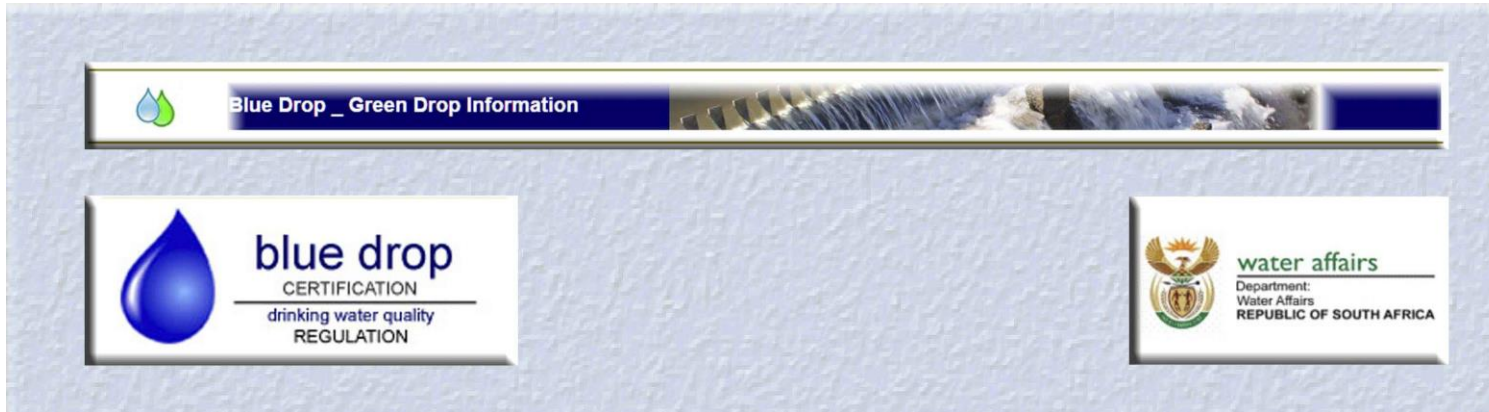 Blue Drop _ Green Drop Information
blue drop
CERTIFICATION
drinking water quality
REGULATION
water affairs
Department:
Water Affairs
REPUBLIC OF SOUTH AFRICA